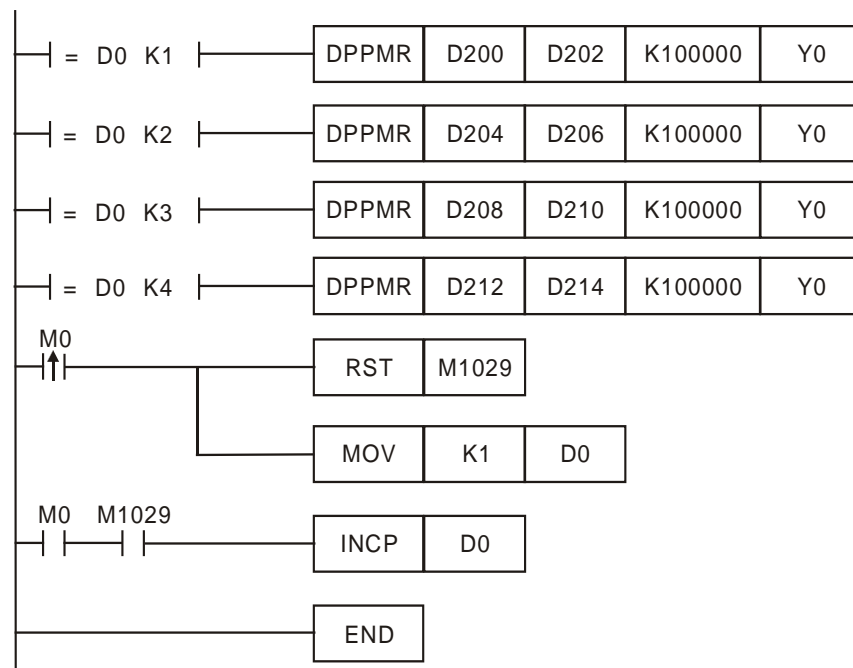 = D0 K1 DPPMR D200 D202 K100000 Y0
= D0 K2 DPPMR D204 D206 K100000 Y0
= D0 K3 DPPMR D208 D210 K100000 Y0
= D0 K4 DPPMR D212 D214 K100000 Y0
M0
RST M1029
MOV K1 D0
M0 M1029
INCP D0
END